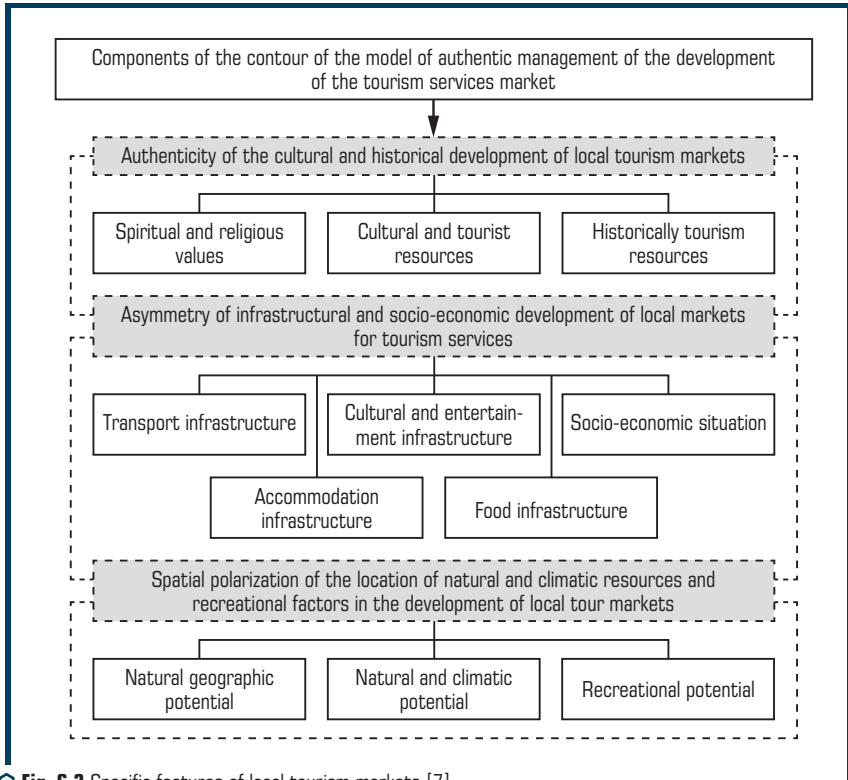 Components of the contour of the model of authentic management of the development
of the tourism services market
Authenticity of the cultural and historical development of local tourism markets
Spiritual and religious
values
Cultural and tourist
resources
Historically tourism
resources
Asymmetry of infrastructural and socio-economic development of local markets
for tourism services
Transport infrastructure
Cultural and entertain-
ment infrastructure
Socio-economic situation
Accommodation
infrastructure
Food infrastructure
Spatial polarization of the location of natural and climatic resources and
recreational factors in the development of local tour markets
Natural geographic
potential
Natural and climatic
potential
Recreational potential
Fig. 6.2 Specific features of local tourism markets [7]